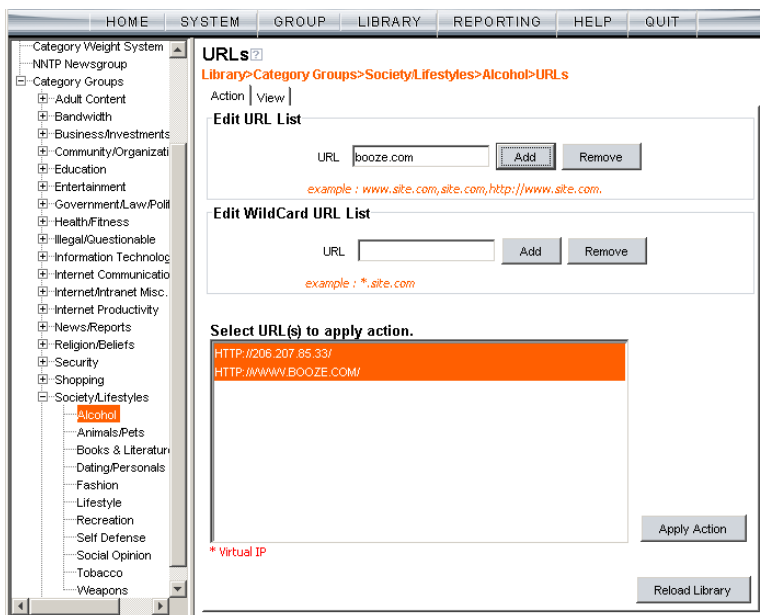 HOME SYSTEM GROUP LIBRARY REPORTING HELP QUIT
Category Weight System
NNTP Newsgroup
Category Groups
Adult Content
Bandwidth
Business/Investments
Community/Organizati
Education
Entertainment
Government/Law/Polit
Health/Fitness
Illegal/Questionable
Information Technolog
Internet Communicatio
Internet/Intranet Misc.
Internet Productivity
News/Reports
Religion/Beliefs
Security
Shopping
Society/Lifestyles
Alcohol
Animals/Pets
Books & Literatur
Dating/Personals
Fashion
Lifestyle
Recreation
Self Defense
Social Opinion
Tobacco
Weapons
URLs ?
Library>Category Groups>Society/Lifestyles>Alcohol>URLs
Action View
Edit URL List
URL booze.com Add Remove
example : www.site.com,site.com,http://www.site.com.
Edit WildCard URL List
URL Add Remove
example : *.site.com
Select URL(s) to apply action.
HTTP://206.207.85.33/
HTTP://WWW.BOOZE.COM/
Apply Action
* Virtual IP
Reload Library